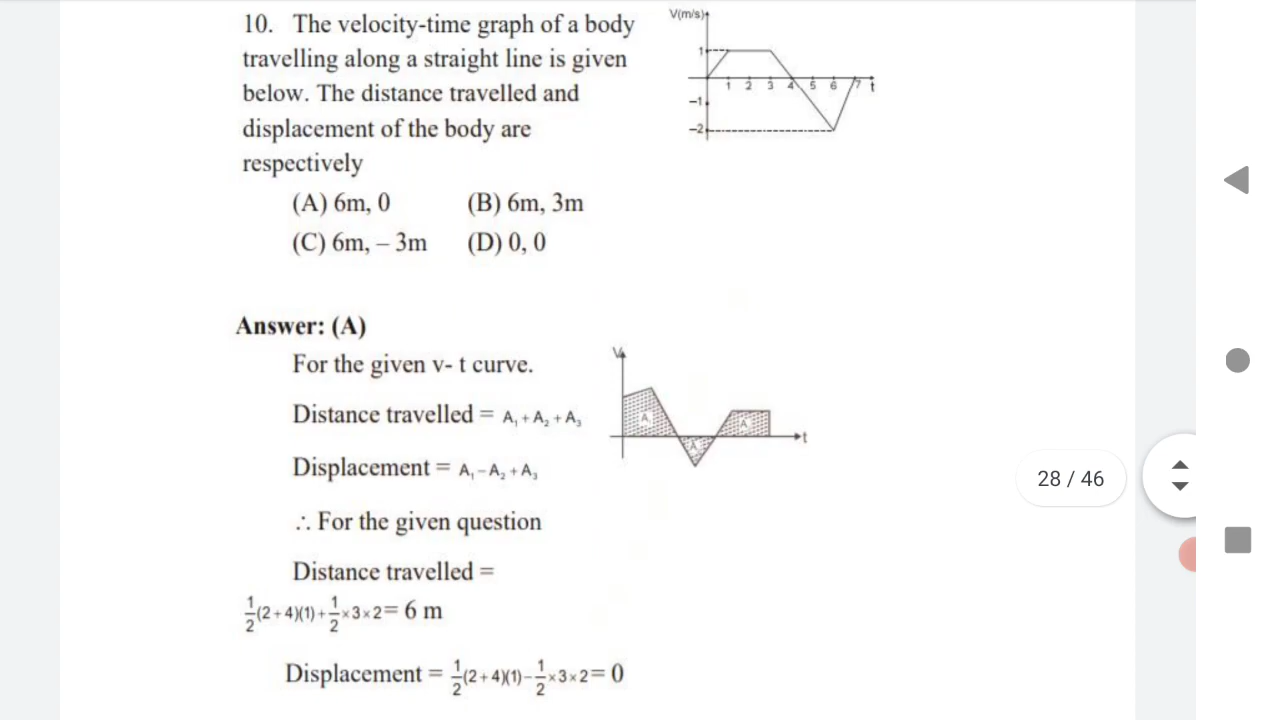 10. The velocity-time graph of a body
travelling along a straight line is given
below. The distance travelled and
displacement of the body are
respectively
V(m/s)
1
1 2 3 4 5 6 7 t
–1
–2
(A) 6m, 0 (B) 6m, 3m
(C) 6m, – 3m (D) 0, 0
Answer: (A)
For the given v- t curve.
Distance travelled = A₁ + A₂ + A₃
Displacement = A₁ – A₂ + A₃
V
A
A
A
t
∴ For the given question
Distance travelled =
½(2+4)(1)+½×3×2= 6 m
Displacement = ½(2+4)(1)–½×3×2= 0
28 / 46